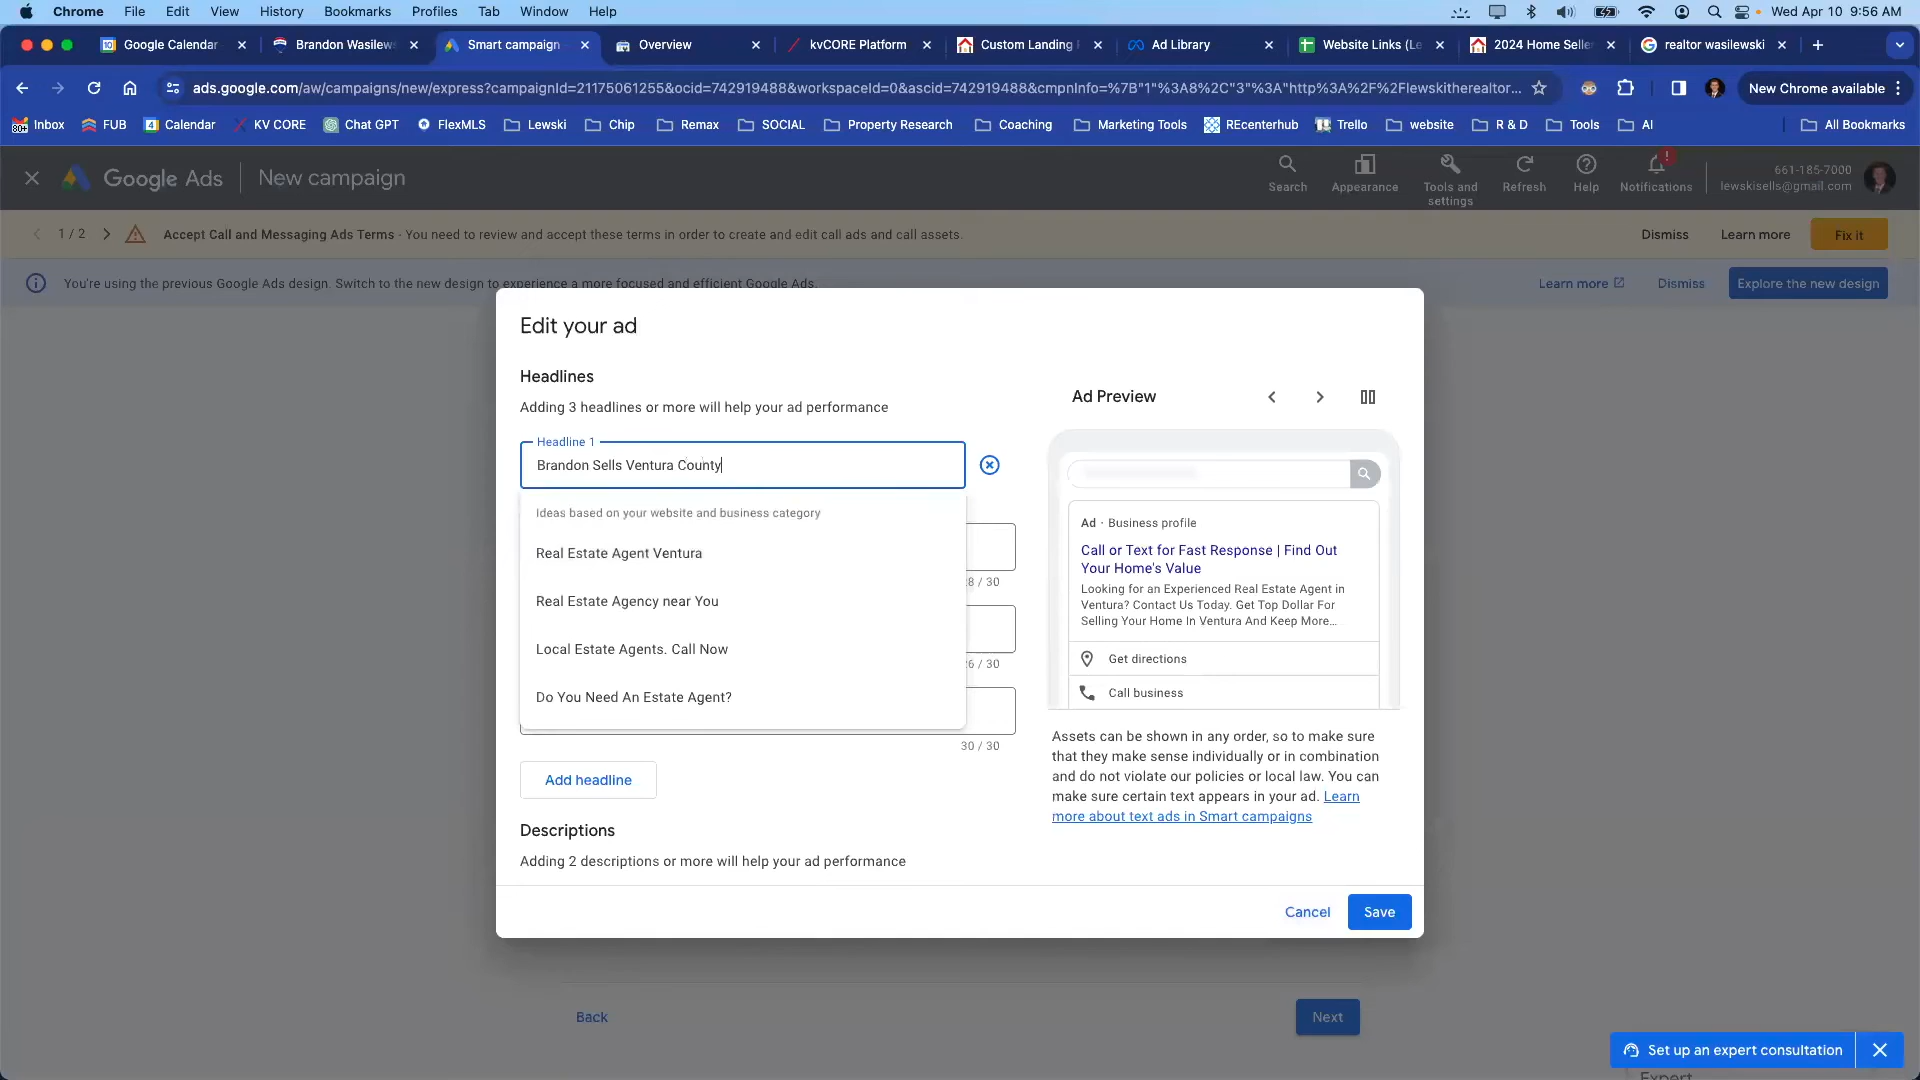 Chrome File Edit View History Bookmarks Profiles Tab Window Help Wed Apr 10 9:56 AM
10 Google Calendar Brandon Wasilews Smart campaign Overview kvCORE Platform Custom Landing P Ad Library Website Links (Le 2024 Home Selle realtor wasilewski
ads.google.com/aw/campaigns/new/express?campaignId=21175061255&ocid=742919488&workspaceId=0&ascid=742919488&cmpnInfo=%7B"1"%3A8%2C"3"%3A"http%3A%2F%2Flewskitherealtor... New Chrome available
80+ Inbox FUB 4 Calendar KV CORE Chat GPT FlexMLS Lewski Chip Remax SOCIAL Property Research Coaching Marketing Tools REcenterhub Trello website R & D Tools AI All Bookmarks
Google Ads New campaign
Search Appearance Tools and settings Refresh Help Notifications
661-185-7000
lewskisells@gmail.com
1 / 2 Accept Call and Messaging Ads Terms - You need to review and accept these terms in order to create and edit call ads and call assets. Dismiss Learn more Fix it
You're using the previous Google Ads design. Switch to the new design to experience a more focused and efficient Google Ads. Learn more Dismiss Explore the new design
Edit your ad
Headlines
Adding 3 headlines or more will help your ad performance
Headline 1
Brandon Sells Ventura County
Ideas based on your website and business category
Real Estate Agent Ventura
Real Estate Agency near You
Local Estate Agents. Call Now
Do You Need An Estate Agent?
8 / 30
6 / 30
30 / 30
Add headline
Descriptions
Adding 2 descriptions or more will help your ad performance
Ad Preview
Ad · Business profile
Call or Text for Fast Response | Find Out
Your Home's Value
Looking for an Experienced Real Estate Agent in
Ventura? Contact Us Today. Get Top Dollar For
Selling Your Home In Ventura And Keep More...
Get directions
Call business
Assets can be shown in any order, so to make sure
that they make sense individually or in combination
and do not violate our policies or local law. You can
make sure certain text appears in your ad. Learn
more about text ads in Smart campaigns
Cancel Save
Back Next
Set up an expert consultation
Expert